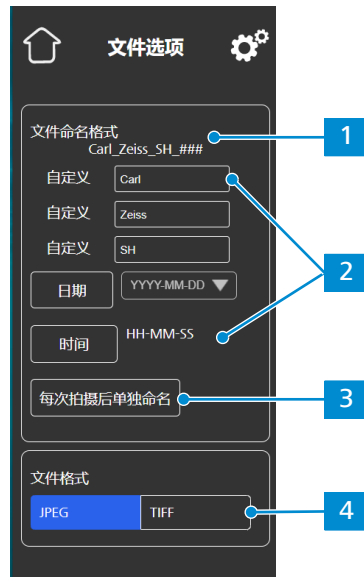 文件选项
文件命名格式
Carl_Zeiss_SH_###
1
自定义 Carl
自定义 Zeiss
自定义 SH
2
日期 YYYY-MM-DD
时间 HH-MM-SS
每次拍摄后单独命名
3
文件格式
JPEG TIFF
4